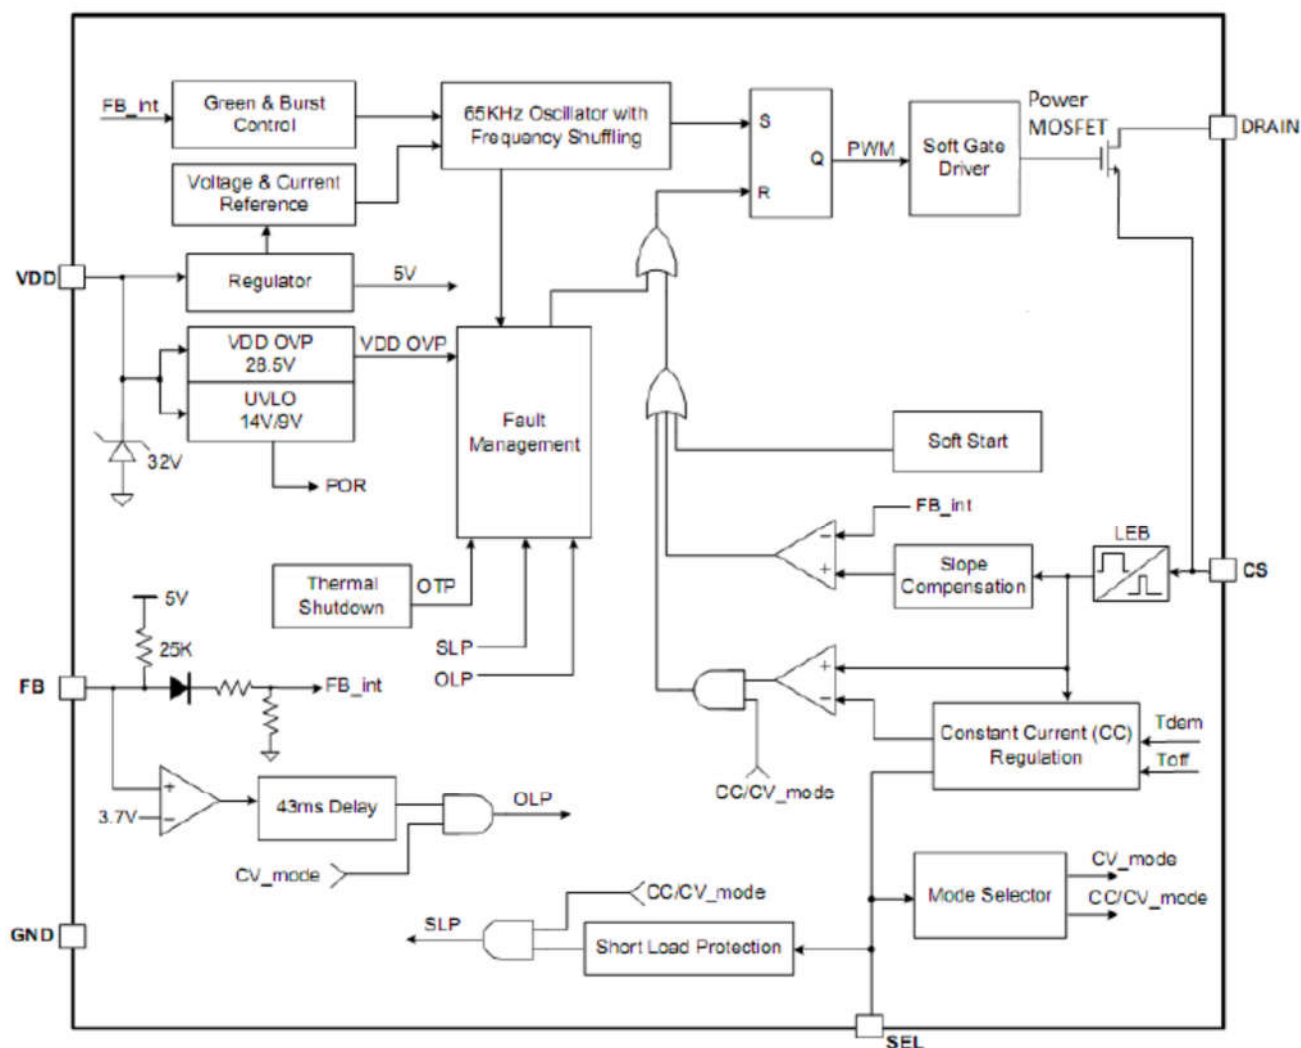 FB_int
Green & Burst
Control
65KHz Oscillator with
Frequency Shuffling
S
Q
R
PWM
Soft Gate
Driver
Power
MOSFET
DRAIN
Voltage & Current
Reference
VDD
Regulator
5V
VDD OVP
28.5V
VDD OVP
UVLO
14V/9V
32V
POR
Fault
Management
Soft Start
FB_int
LEB
Slope
Compensation
CS
Thermal
Shutdown
OTP
SLP
OLP
5V
25K
FB
FB_int
+
−
+
−
Constant Current (CC)
Regulation
Tdem
Toff
CC/CV_mode
+
3.7V
−
43ms Delay
OLP
CV_mode
CC/CV_mode
SLP
Short Load Protection
Mode Selector
CV_mode
CC/CV_mode
GND
SEL